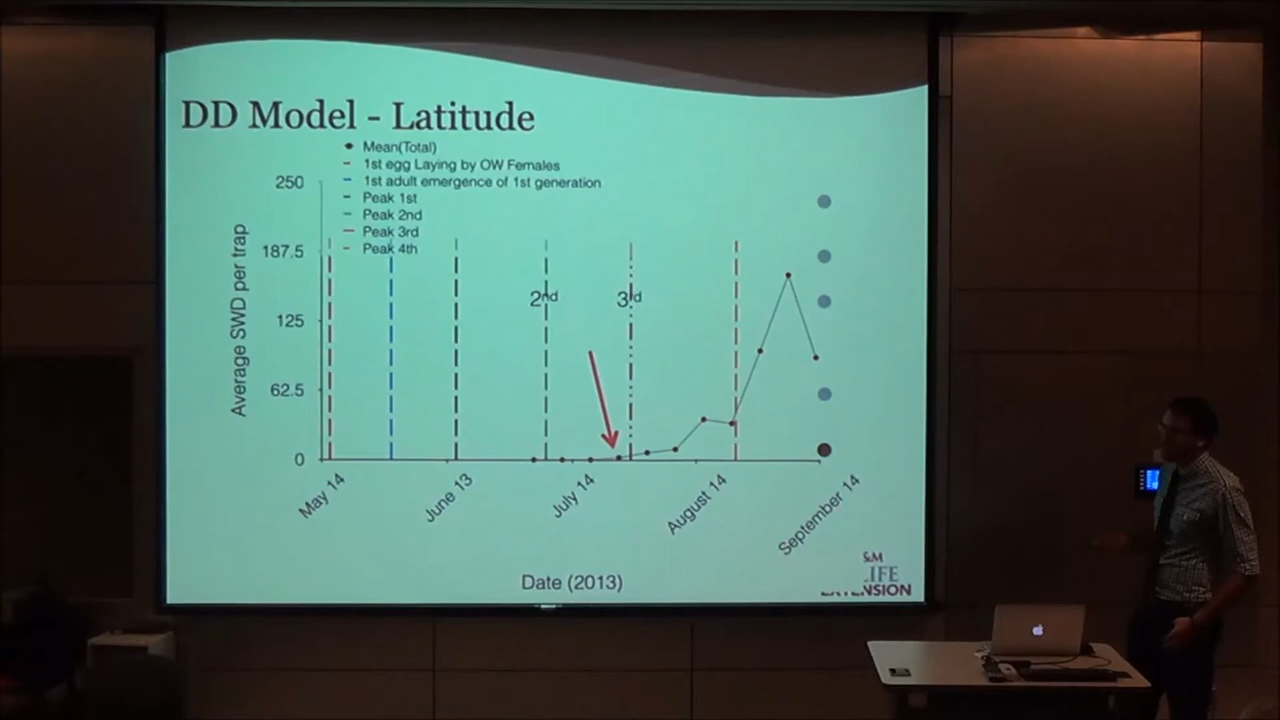 DD Model - Latitude
Mean(Total)
1st egg Laying by OW Females
1st adult emergence of 1st generation
Peak 1st
Peak 2nd
Peak 3rd
Peak 4th
250
187.5
125
62.5
0
Average SWD per trap
2nd
3rd
May 14
June 13
July 14
August 14
September 14
Date (2013)
&M
LIFE
EXTENSION